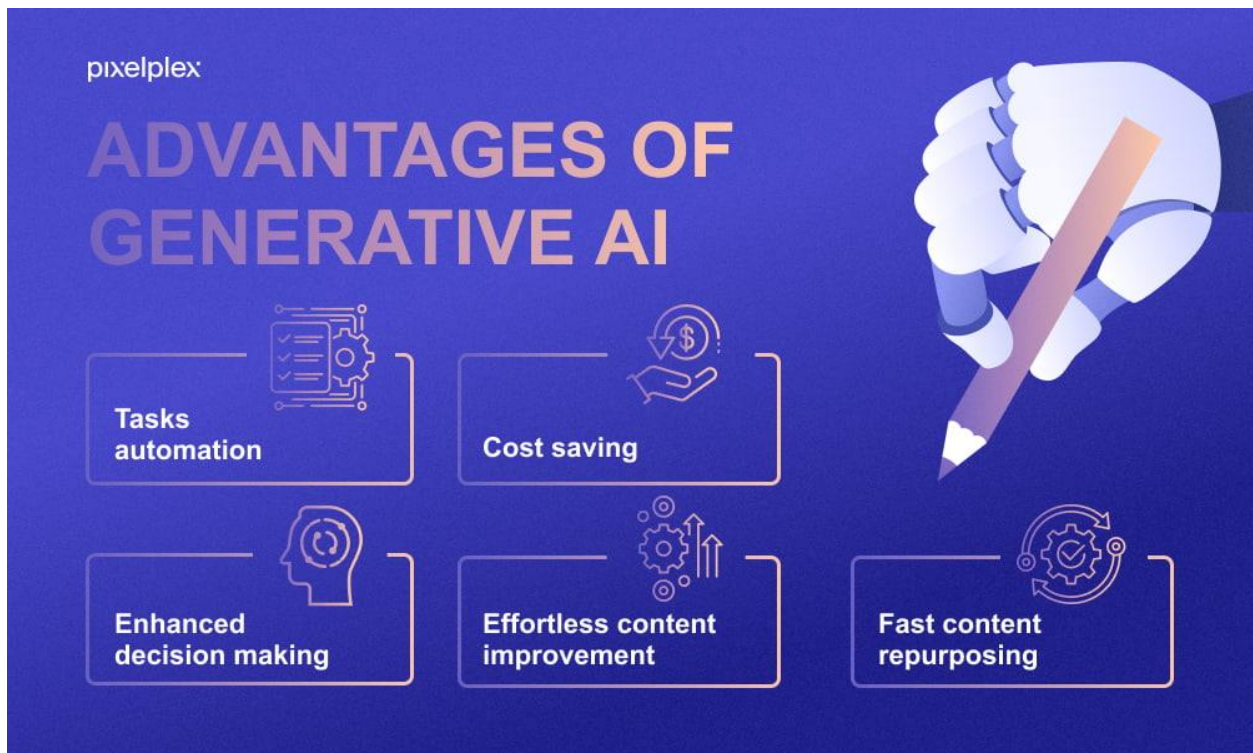 pixelplex
ADVANTAGES OF
GENERATIVE AI
Tasks
automation
Cost saving
Enhanced
decision making
Effortless content
improvement
Fast content
repurposing